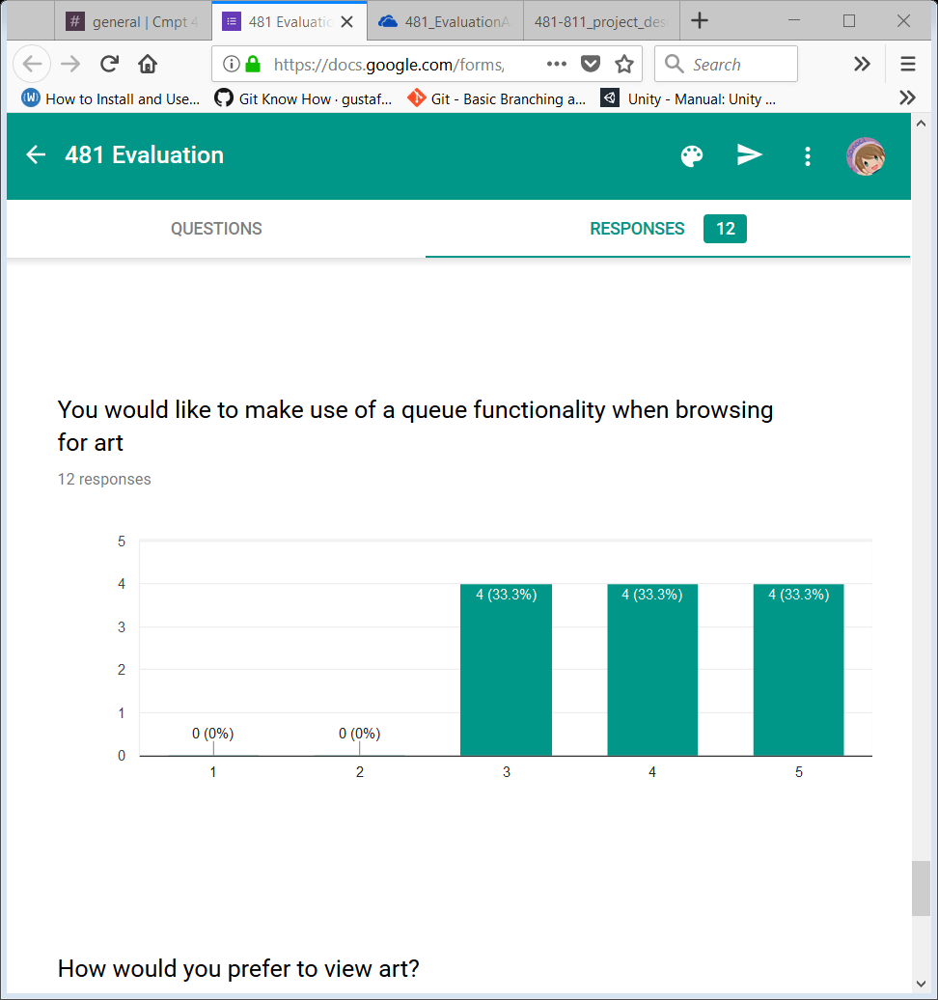 # general | Cmpt 4
481 Evaluatio
481_EvaluationA
481-811_project_des
https://docs.google.com/forms,
Search
How to Install and Use...
Git Know How · gustaf...
Git - Basic Branching a...
Unity - Manual: Unity ...
481 Evaluation
QUESTIONS
RESPONSES 12
You would like to make use of a queue functionality when browsing
for art
12 responses
5
4
3
2
1
0
0 (0%)
0 (0%)
4 (33.3%)
4 (33.3%)
4 (33.3%)
1
2
3
4
5
How would you prefer to view art?